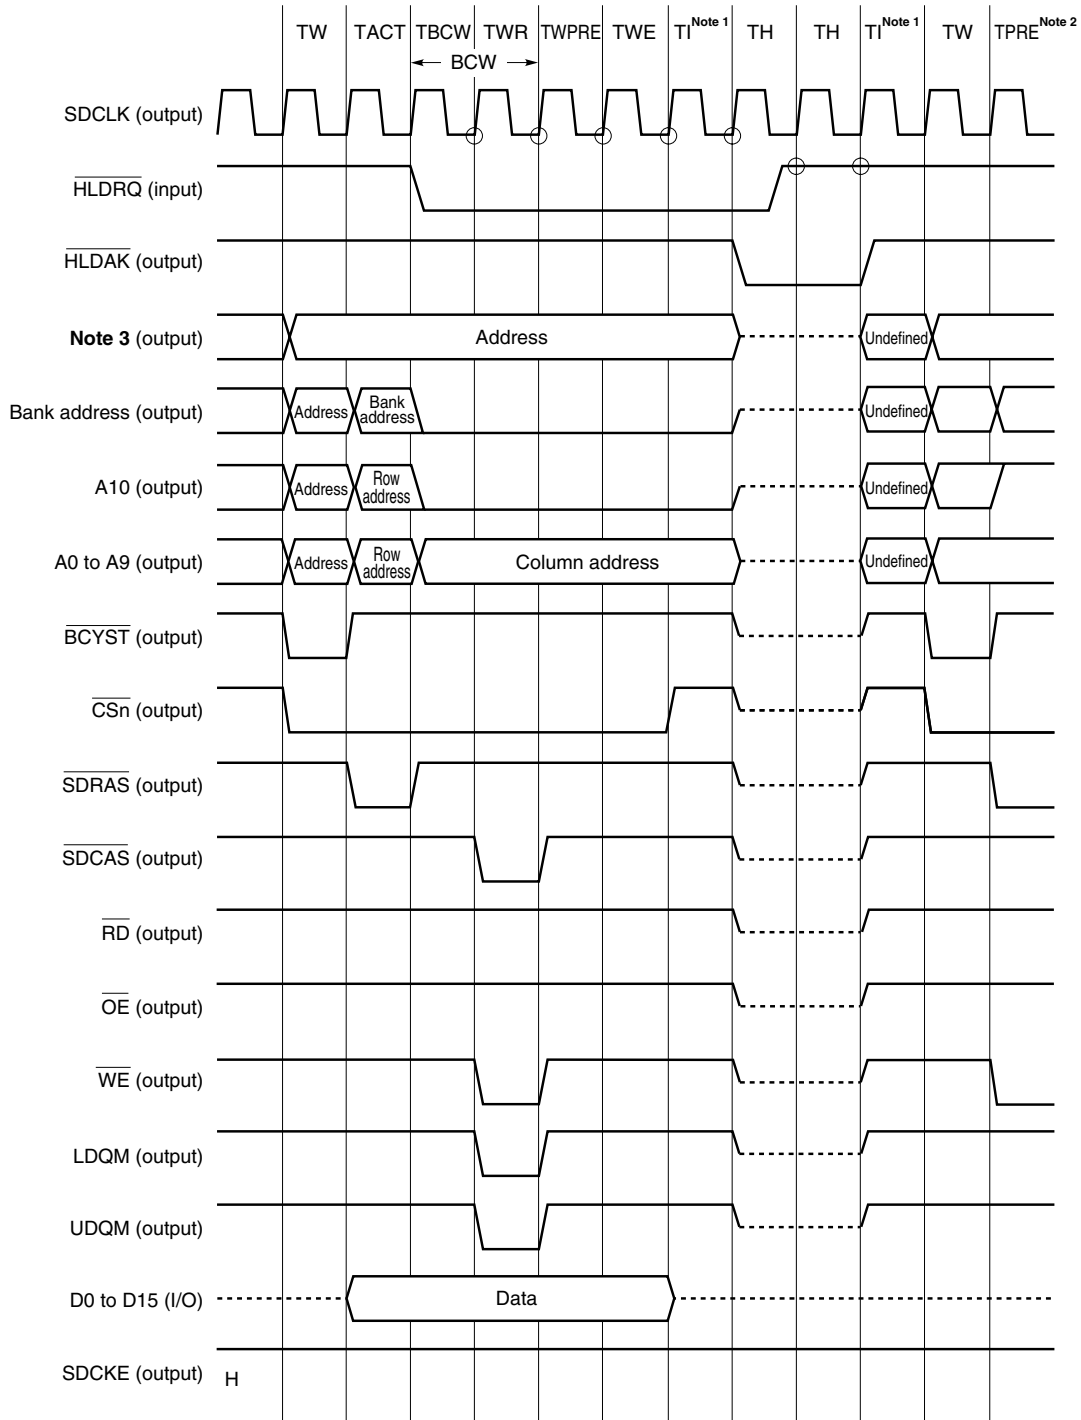 TW TACT TBCW TWR TWPRE TWE TI Note 1 TH TH TI Note 1 TW TPRE Note 2
BCW
SDCLK (output)
HLDRQ (input)
HLDAK (output)
Note 3 (output) Address Undefined
Bank address (output) Address Bank address Undefined
A10 (output) Address Row address Undefined
A0 to A9 (output) Address Row address Column address Undefined
BCYST (output)
CSn (output)
SDRAS (output)
SDCAS (output)
RD (output)
OE (output)
WE (output)
LDQM (output)
UDQM (output)
D0 to D15 (I/O) Data
SDCKE (output) H